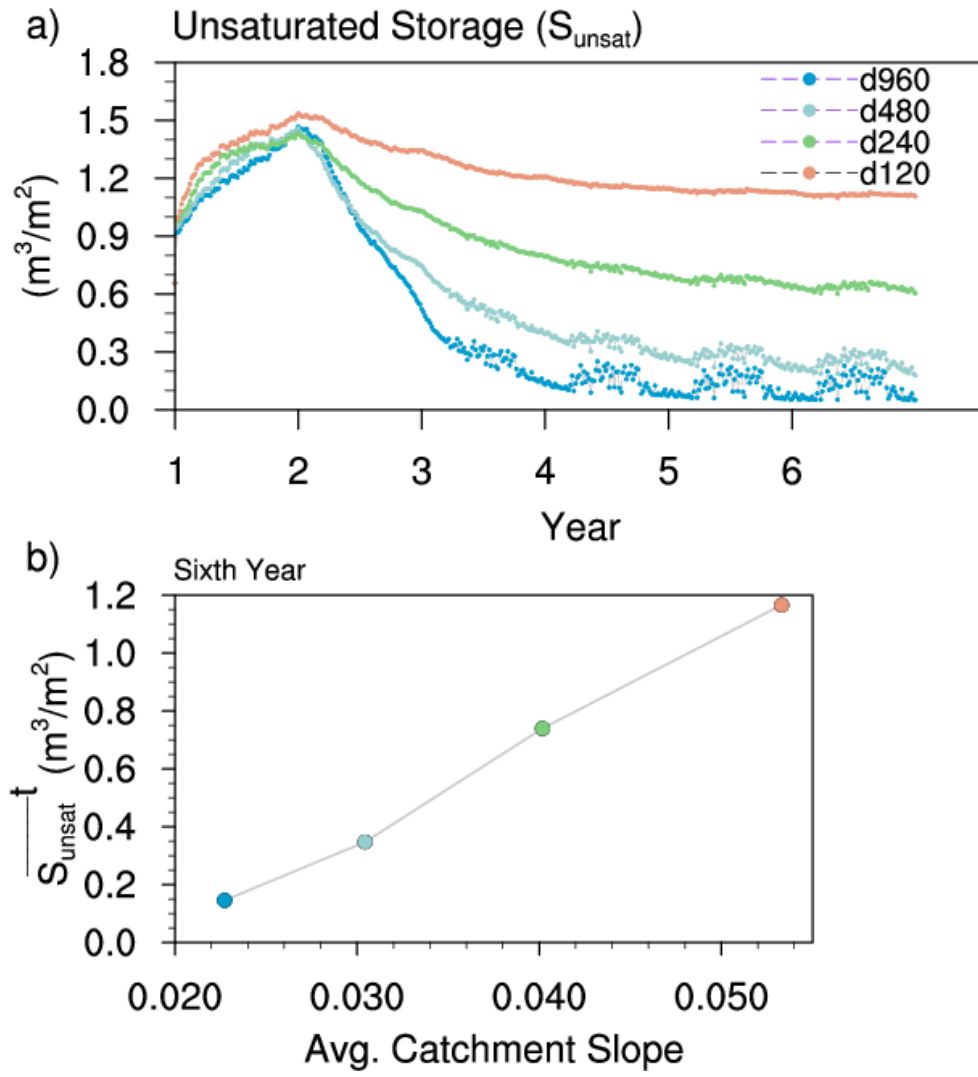 a) Unsaturated Storage (S_unsat)
1.8
1.5
1.2
0.9
0.6
0.3
0.0
(m³/m²)
d960
d480
d240
d120
1 2 3 4 5 6
Year
b) Sixth Year
1.2
1.0
0.8
0.6
0.4
0.2
0.0
S_unsat t (m³/m²)
0.020 0.030 0.040 0.050
Avg. Catchment Slope